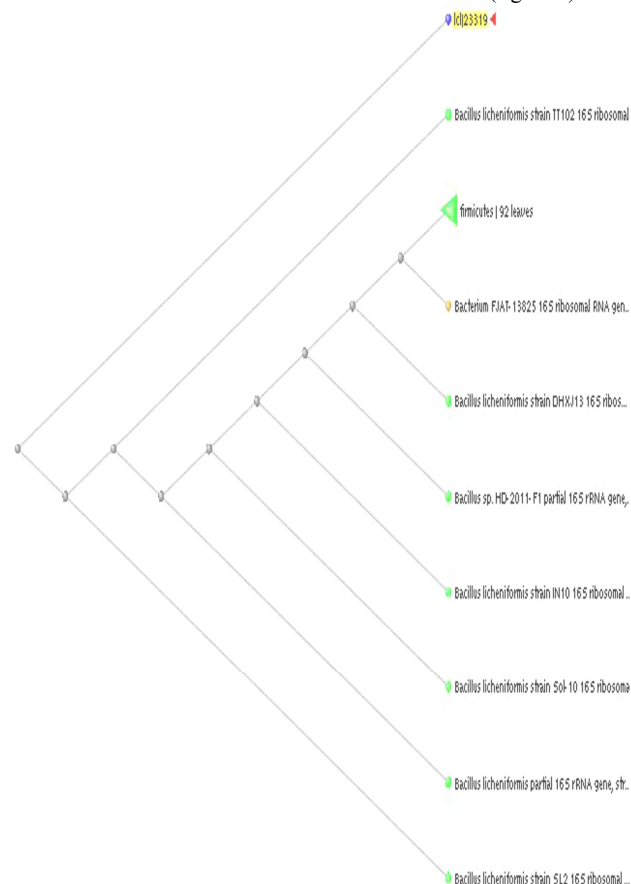 lcl|23319
Bacillus licheniformis strain TT102 16S ribosomal
firmicutes | 92 leaves
Bacterium FJAT-13825 16S ribosomal RNA gen...
Bacillus licheniformis strain DHXJ13 16S ribos...
Bacillus sp. HD-2011-F1 partial 16S rRNA gene,
Bacillus licheniformis strain IN10 16S ribosomal ...
Bacillus licheniformis strain Sol-10 16S ribosoma
Bacillus licheniformis partial 16S rRNA gene, str...
Bacillus licheniformis strain SL2 16S ribosomal ...